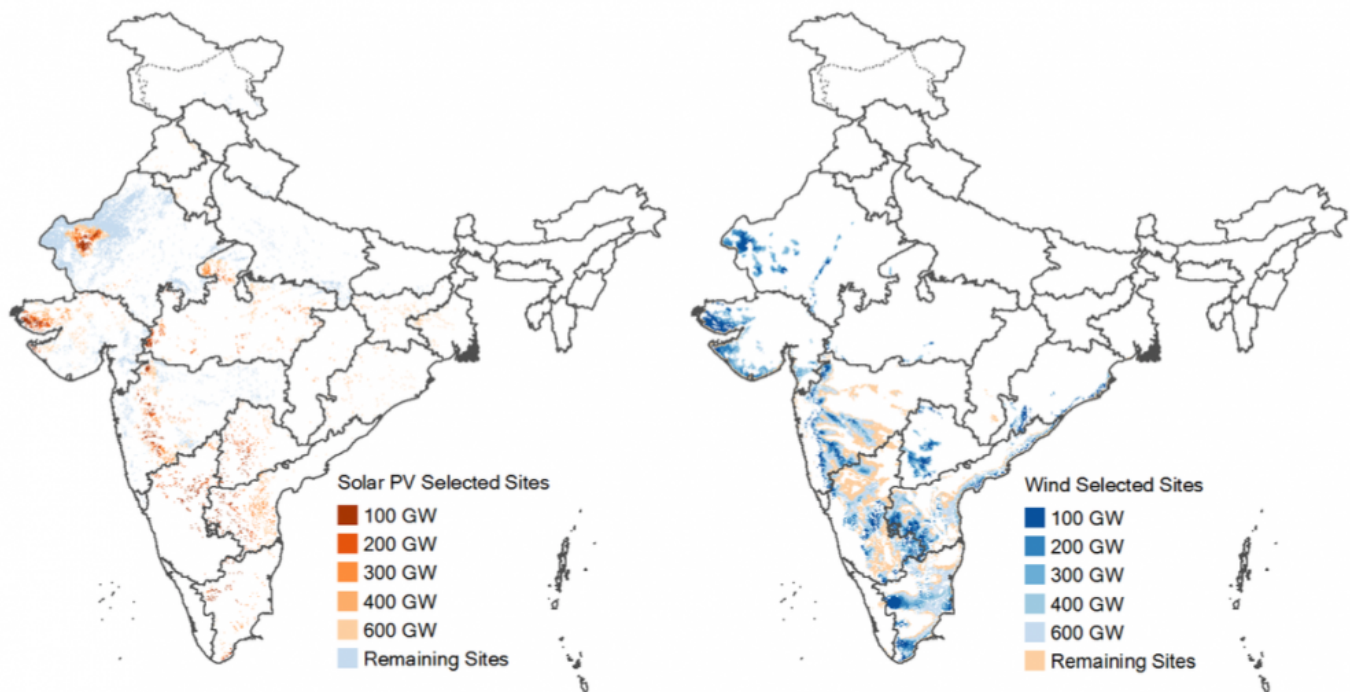 Solar PV Selected Sites
100 GW
200 GW
300 GW
400 GW
600 GW
Remaining Sites
Wind Selected Sites
100 GW
200 GW
300 GW
400 GW
600 GW
Remaining Sites